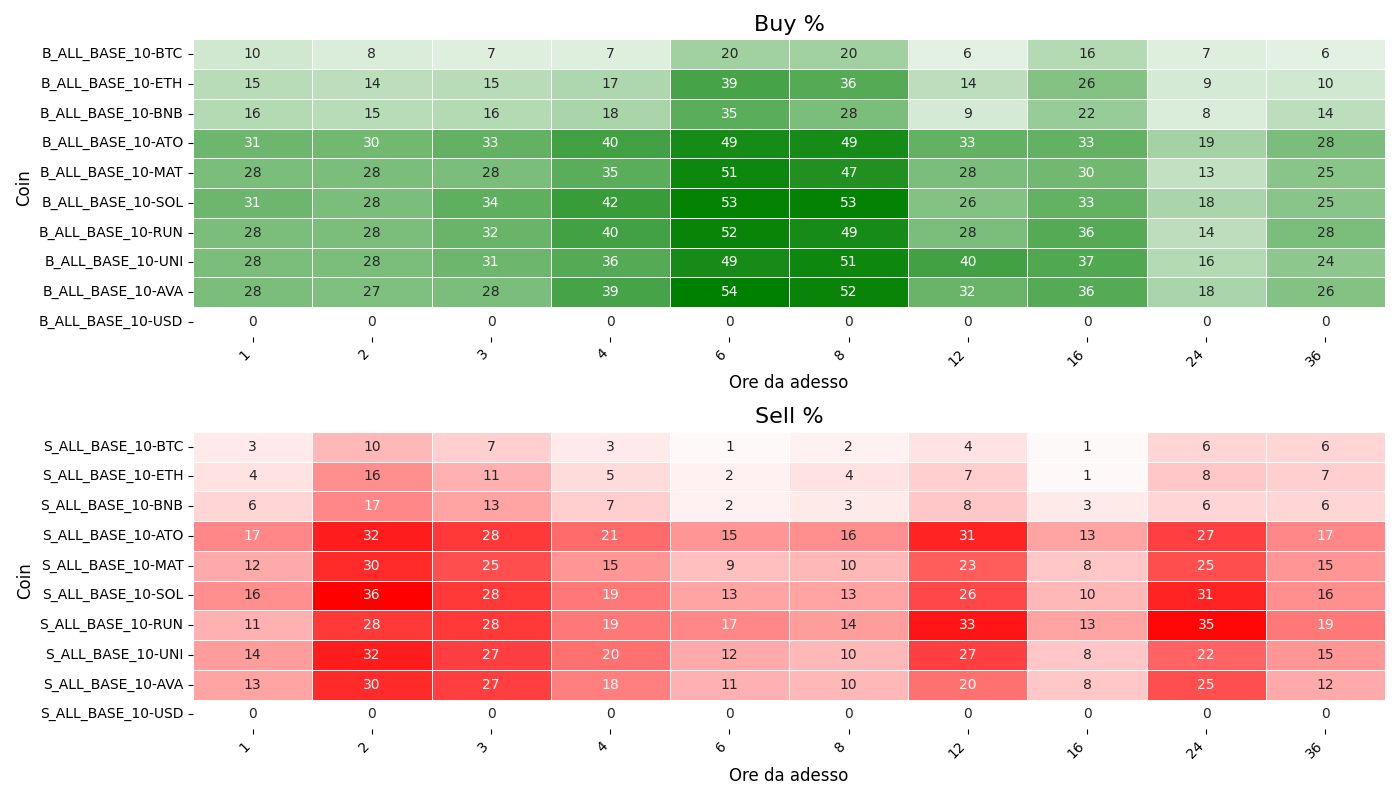 Buy %
Coin
B_ALL_BASE_10-BTC 10 8 7 7 20 20 6 16 7 6
B_ALL_BASE_10-ETH 15 14 15 17 39 36 14 26 9 10
B_ALL_BASE_10-BNB 16 15 16 18 35 28 9 22 8 14
B_ALL_BASE_10-ATO 31 30 33 40 49 49 33 33 19 28
B_ALL_BASE_10-MAT 28 28 28 35 51 47 28 30 13 25
B_ALL_BASE_10-SOL 31 28 34 42 53 53 26 33 18 25
B_ALL_BASE_10-RUN 28 28 32 40 52 49 28 36 14 28
B_ALL_BASE_10-UNI 28 28 31 36 49 51 40 37 16 24
B_ALL_BASE_10-AVA 28 27 28 39 54 52 32 36 18 26
B_ALL_BASE_10-USD 0 0 0 0 0 0 0 0 0 0
1 2 3 4 6 8 12 16 24 36
Ore da adesso
Sell %
Coin
S_ALL_BASE_10-BTC 3 10 7 3 1 2 4 1 6 6
S_ALL_BASE_10-ETH 4 16 11 5 2 4 7 1 8 7
S_ALL_BASE_10-BNB 6 17 13 7 2 3 8 3 6 6
S_ALL_BASE_10-ATO 17 32 28 21 15 16 31 13 27 17
S_ALL_BASE_10-MAT 12 30 25 15 9 10 23 8 25 15
S_ALL_BASE_10-SOL 16 36 28 19 13 13 26 10 31 16
S_ALL_BASE_10-RUN 11 28 28 19 17 14 33 13 35 19
S_ALL_BASE_10-UNI 14 32 27 20 12 10 27 8 22 15
S_ALL_BASE_10-AVA 13 30 27 18 11 10 20 8 25 12
S_ALL_BASE_10-USD 0 0 0 0 0 0 0 0 0 0
1 2 3 4 6 8 12 16 24 36
Ore da adesso